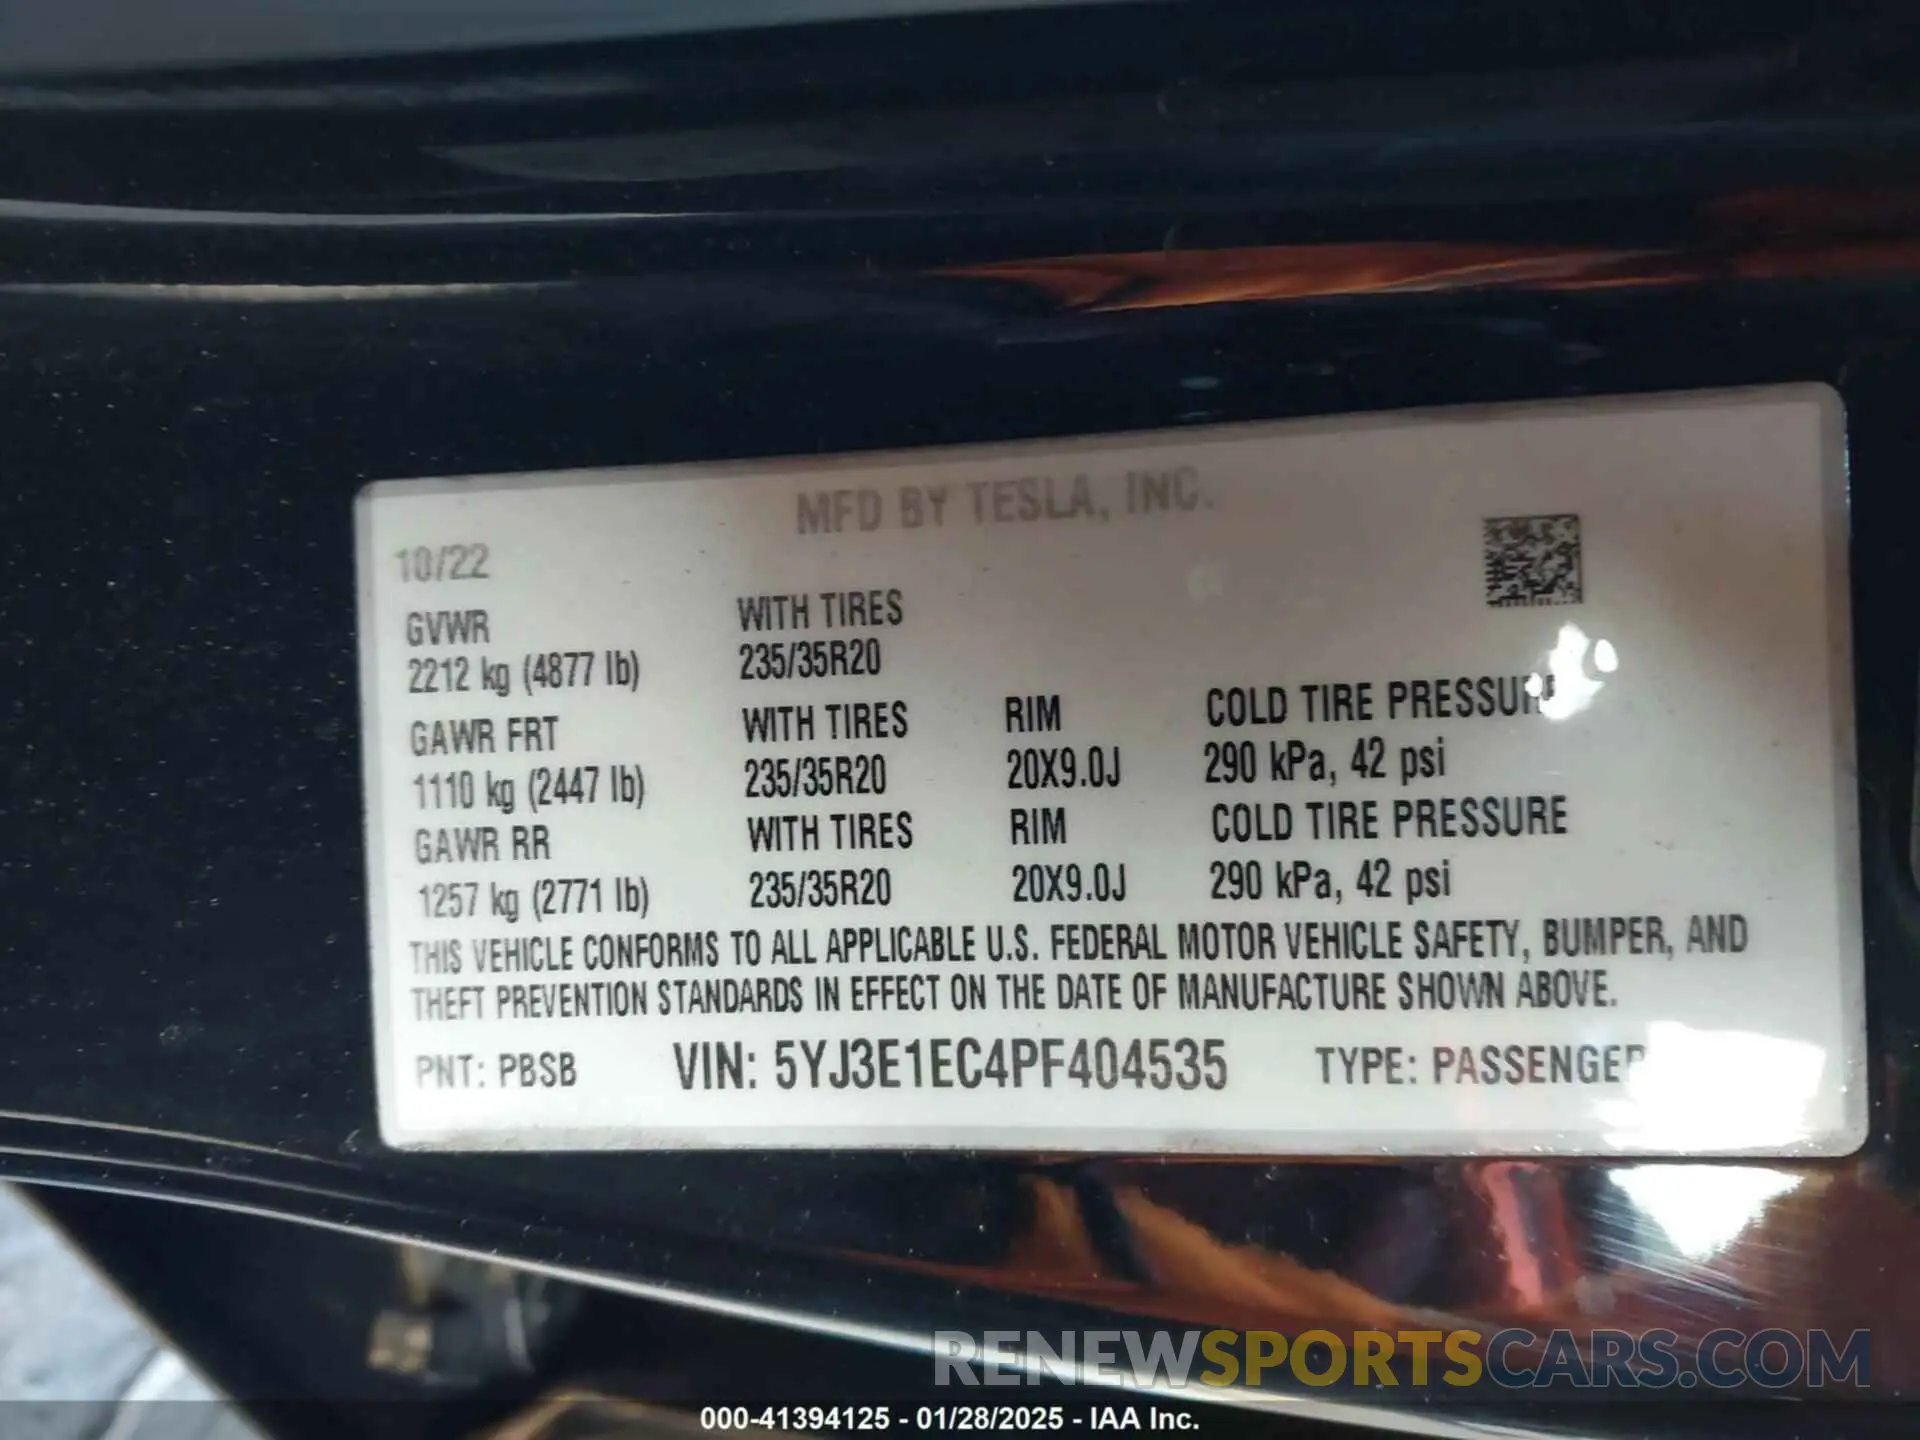 MFD BY TESLA, INC.
10/22
GVWR WITH TIRES
2212 kg (4877 lb) 235/35R20
GAWR FRT WITH TIRES RIM COLD TIRE PRESSURE
1110 kg (2447 lb) 235/35R20 20X9.0J 290 kPa, 42 psi
GAWR RR WITH TIRES RIM COLD TIRE PRESSURE
1257 kg (2771 lb) 235/35R20 20X9.0J 290 kPa, 42 psi
THIS VEHICLE CONFORMS TO ALL APPLICABLE U.S. FEDERAL MOTOR VEHICLE SAFETY, BUMPER, AND
THEFT PREVENTION STANDARDS IN EFFECT ON THE DATE OF MANUFACTURE SHOWN ABOVE.
PNT: PBSB VIN: 5YJ3E1EC4PF404535 TYPE: PASSENGER
RENEWSPORTSCARS.COM
000-41394125 - 01/28/2025 - IAA Inc.